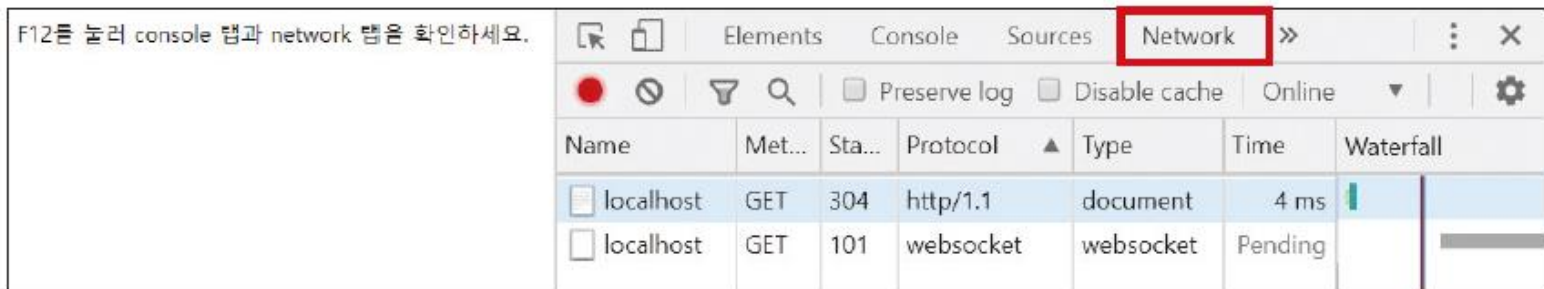 F12를 눌러 console 탭과 network 탭을 확인하세요.
Elements Console Sources Network »
Preserve log Disable cache Online
Name Met... Sta... Protocol Type Time Waterfall
localhost GET 304 http/1.1 document 4 ms
localhost GET 101 websocket websocket Pending